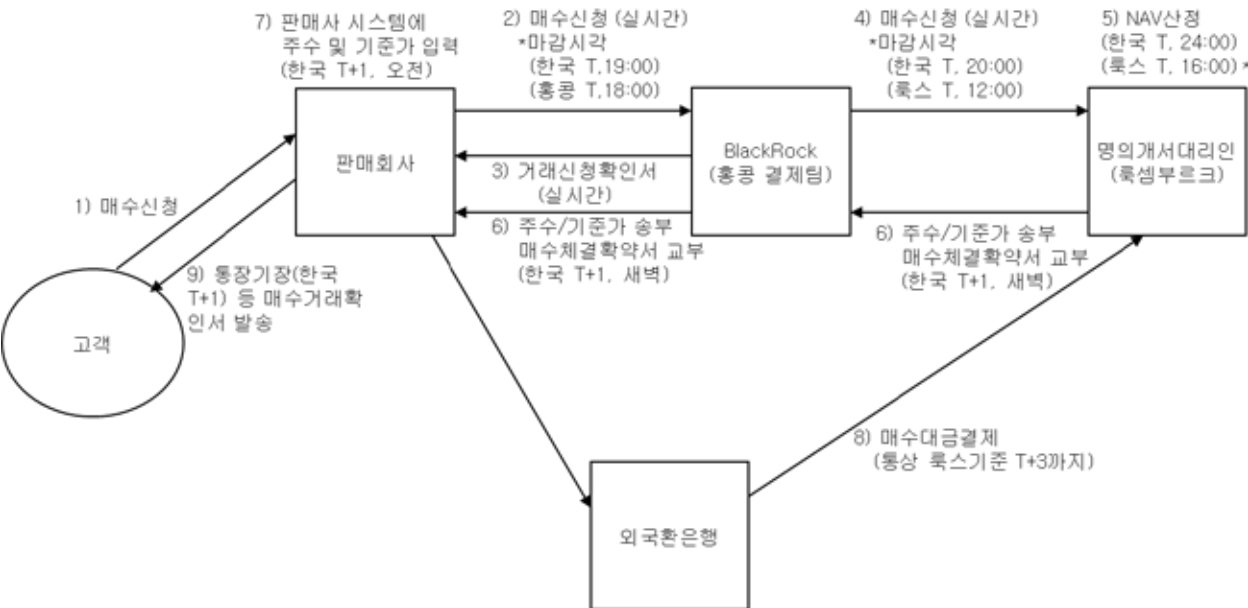 7) 판매사 시스템에
주수 및 기준가 입력
(한국 T+1, 오전)
2) 매수신청 (실시간)
*마감시각
(한국 T,19:00)
(홍콩 T,18:00)
4) 매수신청 (실시간)
*마감시각
(한국 T, 20:00)
(룩스 T, 12:00)
5) NAV산정
(한국 T, 24:00)
(룩스 T, 16:00)*
판매회사
BlackRock
(홍콩 결제팀)
명의개서대리인
(룩셈부르크)
3) 거래신청확인서
(실시간)
1) 매수신청
6) 주수/기준가 송부
매수체결확약서 교부
(한국 T+1, 새벽)
6) 주수/기준가 송부
매수체결확약서 교부
(한국 T+1, 새벽)
9) 통장기장(한국
T+1) 등 매수거래확
인서 발송
고객
8) 매수대금결제
(통상 룩스기준 T+3까지)
외국환은행